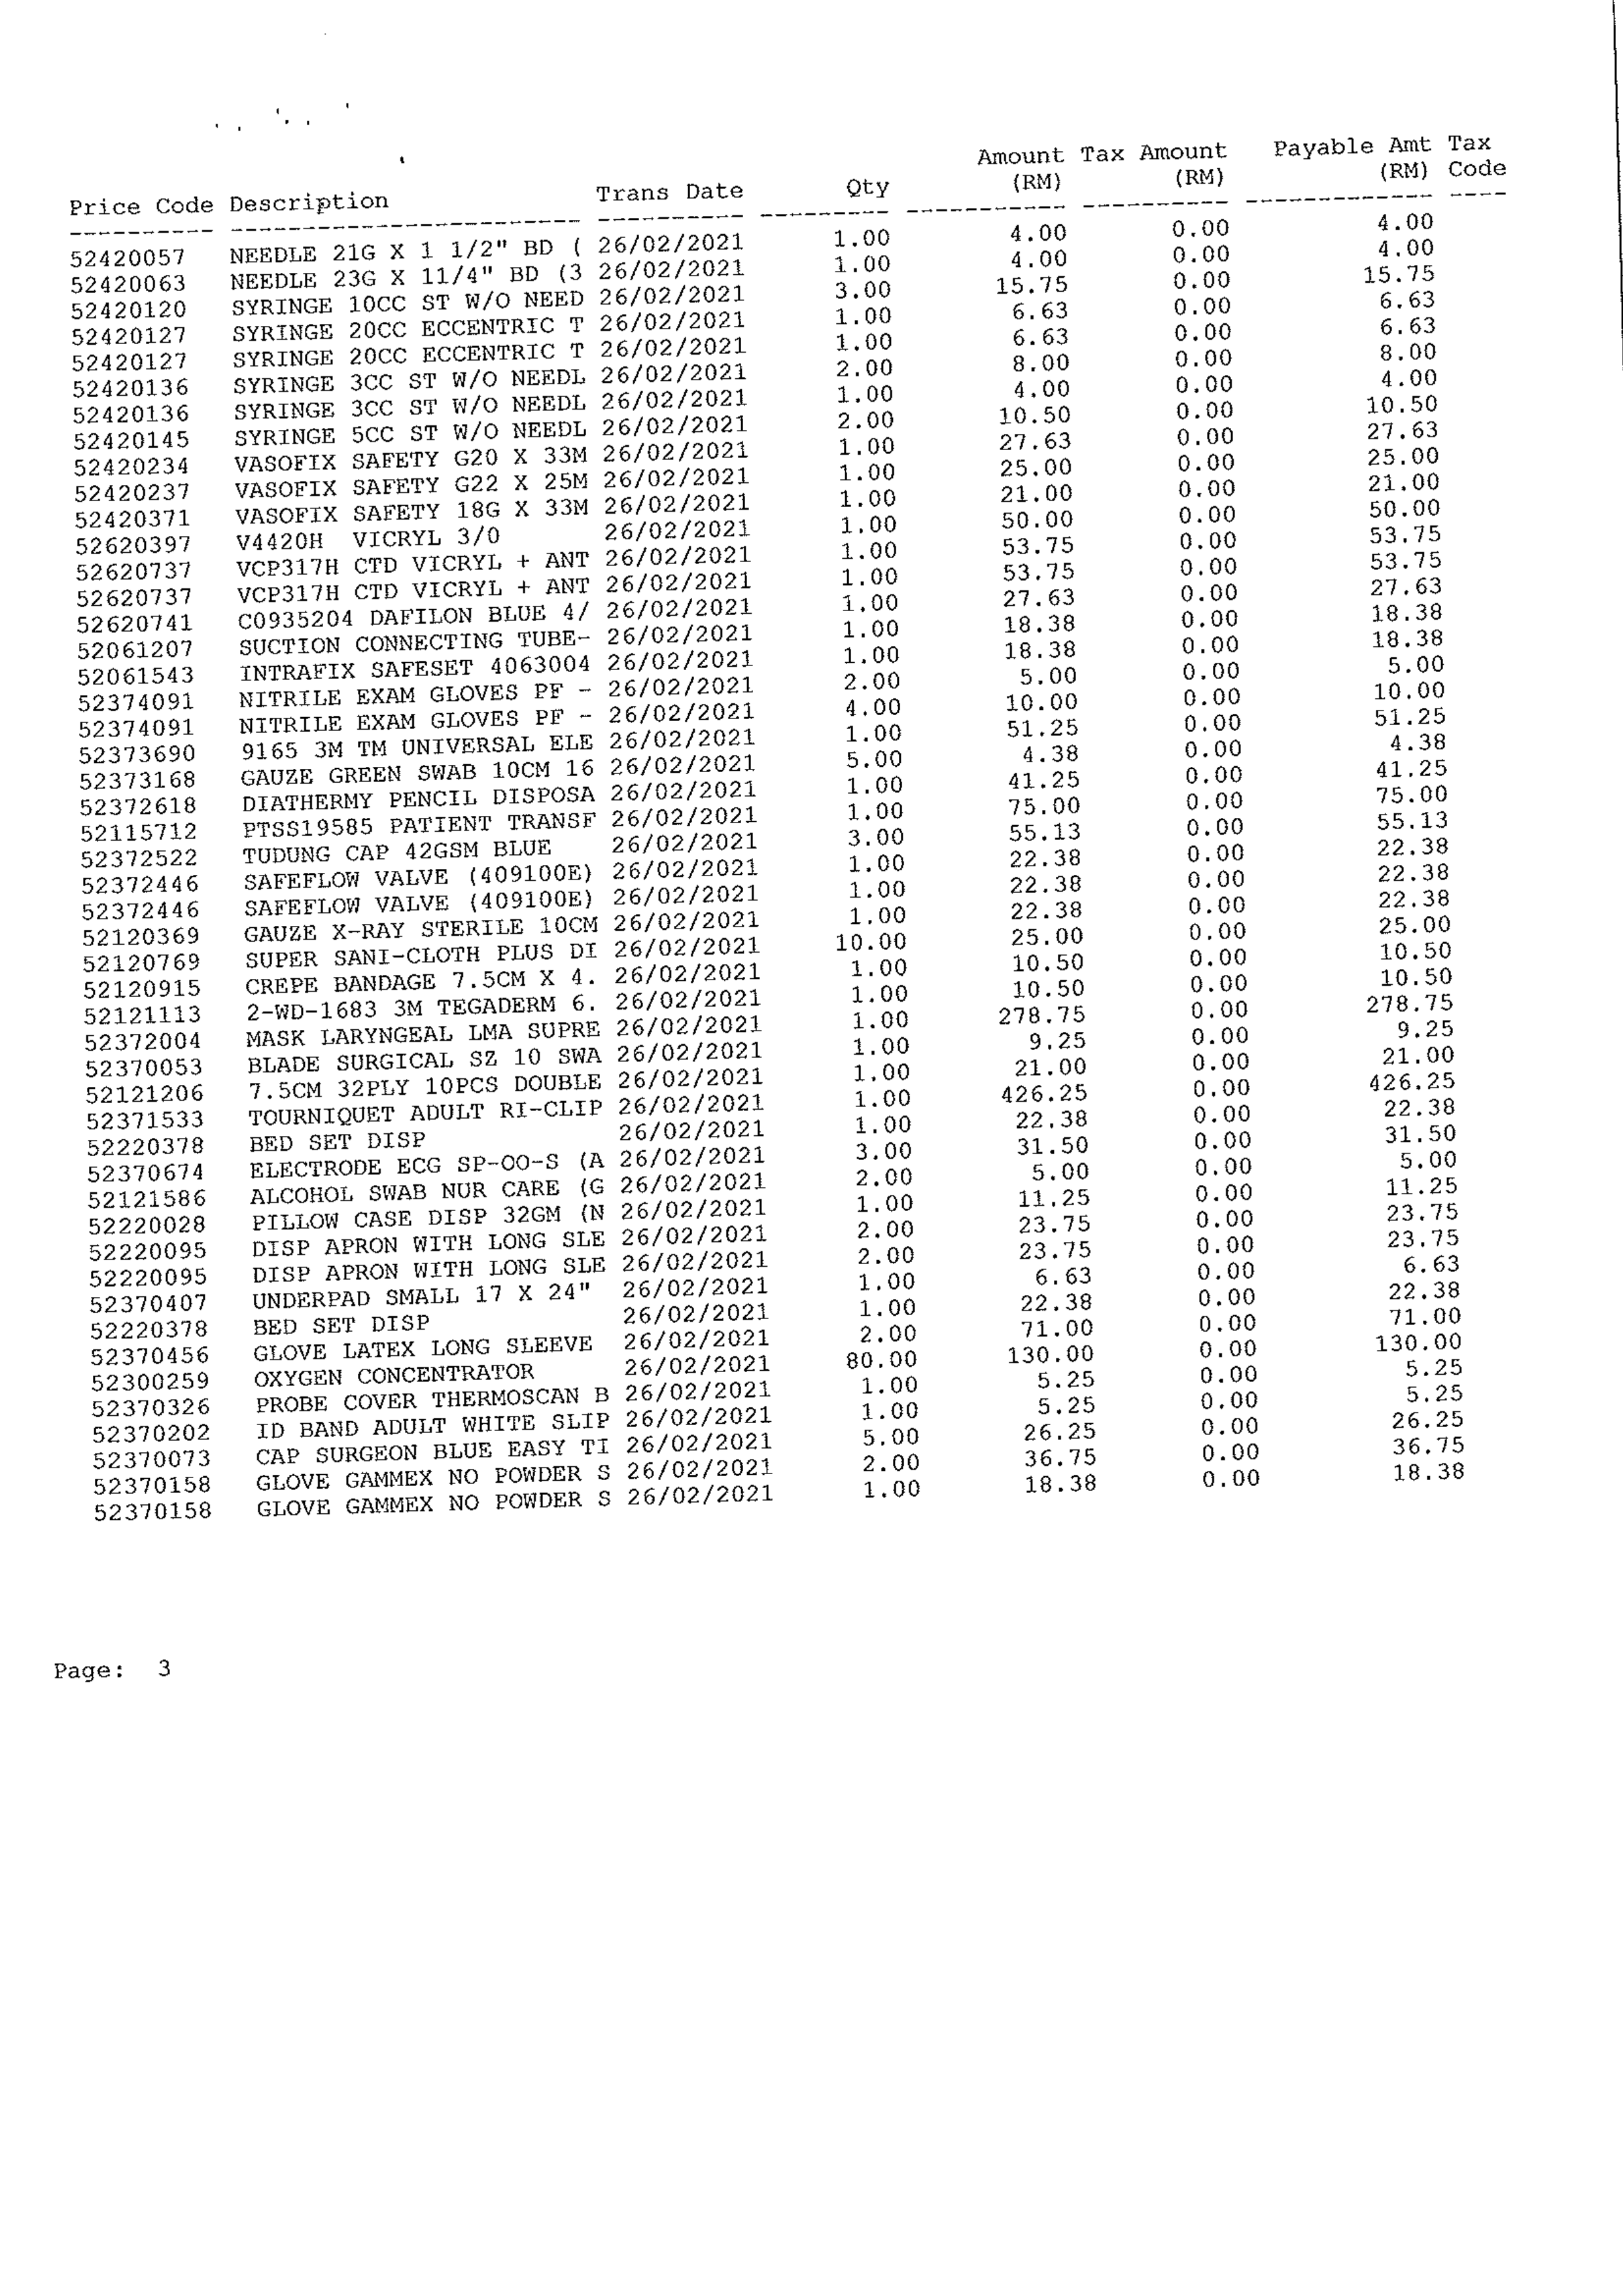 Price Code Description Trans Date Qty Amount (RM) Tax Amount (RM) Payable Amt (RM) Tax Code
52420057 NEEDLE 21G X 1 1/2" BD ( 26/02/2021 1.00 4.00 0.00 4.00
52420063 NEEDLE 23G X 11/4" BD (3 26/02/2021 1.00 4.00 0.00 4.00
52420120 SYRINGE 10CC ST W/O NEED 26/02/2021 3.00 15.75 0.00 15.75
52420127 SYRINGE 20CC ECCENTRIC T 26/02/2021 1.00 6.63 0.00 6.63
52420127 SYRINGE 20CC ECCENTRIC T 26/02/2021 1.00 6.63 0.00 6.63
52420136 SYRINGE 3CC ST W/O NEEDL 26/02/2021 2.00 8.00 0.00 8.00
52420136 SYRINGE 3CC ST W/O NEEDL 26/02/2021 1.00 4.00 0.00 4.00
52420145 SYRINGE 5CC ST W/O NEEDL 26/02/2021 2.00 10.50 0.00 10.50
52420234 VASOFIX SAFETY G20 X 33M 26/02/2021 1.00 27.63 0.00 27.63
52420237 VASOFIX SAFETY G22 X 25M 26/02/2021 1.00 25.00 0.00 25.00
52420371 VASOFIX SAFETY 18G X 33M 26/02/2021 1.00 21.00 0.00 21.00
52620397 V4420H VICRYL 3/0 26/02/2021 1.00 50.00 0.00 50.00
52620737 VCP317H CTD VICRYL + ANT 26/02/2021 1.00 53.75 0.00 53.75
52620737 VCP317H CTD VICRYL + ANT 26/02/2021 1.00 53.75 0.00 53.75
52620741 C0935204 DAFILON BLUE 4/ 26/02/2021 1.00 27.63 0.00 27.63
52061207 SUCTION CONNECTING TUBE- 26/02/2021 1.00 18.38 0.00 18.38
52061543 INTRAFIX SAFESET 4063004 26/02/2021 1.00 18.38 0.00 18.38
52374091 NITRILE EXAM GLOVES PF - 26/02/2021 2.00 5.00 0.00 5.00
52374091 NITRILE EXAM GLOVES PF - 26/02/2021 4.00 10.00 0.00 10.00
52373690 9165 3M TM UNIVERSAL ELE 26/02/2021 1.00 51.25 0.00 51.25
52373168 GAUZE GREEN SWAB 10CM 16 26/02/2021 5.00 4.38 0.00 4.38
52372618 DIATHERMY PENCIL DISPOSA 26/02/2021 1.00 41.25 0.00 41.25
52115712 PTSS19585 PATIENT TRANSF 26/02/2021 1.00 75.00 0.00 75.00
52372522 TUDUNG CAP 42GSM BLUE 26/02/2021 3.00 55.13 0.00 55.13
52372446 SAFEFLOW VALVE (409100E) 26/02/2021 1.00 22.38 0.00 22.38
52372446 SAFEFLOW VALVE (409100E) 26/02/2021 1.00 22.38 0.00 22.38
52120369 GAUZE X-RAY STERILE 10CM 26/02/2021 1.00 22.38 0.00 22.38
52120769 SUPER SANI-CLOTH PLUS DI 26/02/2021 10.00 25.00 0.00 25.00
52120915 CREPE BANDAGE 7.5CM X 4. 26/02/2021 1.00 10.50 0.00 10.50
52121113 2-WD-1683 3M TEGADERM 6. 26/02/2021 1.00 10.50 0.00 10.50
52372004 MASK LARYNGEAL LMA SUPRE 26/02/2021 1.00 278.75 0.00 278.75
52370053 BLADE SURGICAL SZ 10 SWA 26/02/2021 1.00 9.25 0.00 9.25
52121206 7.5CM 32PLY 10PCS DOUBLE 26/02/2021 1.00 21.00 0.00 21.00
52371533 TOURNIQUET ADULT RI-CLIP 26/02/2021 1.00 426.25 0.00 426.25
52220378 BED SET DISP 26/02/2021 1.00 22.38 0.00 22.38
52370674 ELECTRODE ECG SP-OO-S (A 26/02/2021 3.00 31.50 0.00 31.50
52121586 ALCOHOL SWAB NUR CARE (G 26/02/2021 2.00 5.00 0.00 5.00
52220028 PILLOW CASE DISP 32GM (N 26/02/2021 1.00 11.25 0.00 11.25
52220095 DISP APRON WITH LONG SLE 26/02/2021 2.00 23.75 0.00 23.75
52220095 DISP APRON WITH LONG SLE 26/02/2021 2.00 23.75 0.00 23.75
52370407 UNDERPAD SMALL 17 X 24" 26/02/2021 1.00 6.63 0.00 6.63
52220378 BED SET DISP 26/02/2021 1.00 22.38 0.00 22.38
52370456 GLOVE LATEX LONG SLEEVE 26/02/2021 2.00 71.00 0.00 71.00
52300259 OXYGEN CONCENTRATOR 26/02/2021 80.00 130.00 0.00 130.00
52370326 PROBE COVER THERMOSCAN B 26/02/2021 1.00 5.25 0.00 5.25
52370202 ID BAND ADULT WHITE SLIP 26/02/2021 1.00 5.25 0.00 5.25
52370073 CAP SURGEON BLUE EASY TI 26/02/2021 5.00 26.25 0.00 26.25
52370158 GLOVE GAMMEX NO POWDER S 26/02/2021 2.00 36.75 0.00 36.75
52370158 GLOVE GAMMEX NO POWDER S 26/02/2021 1.00 18.38 0.00 18.38
Page: 3